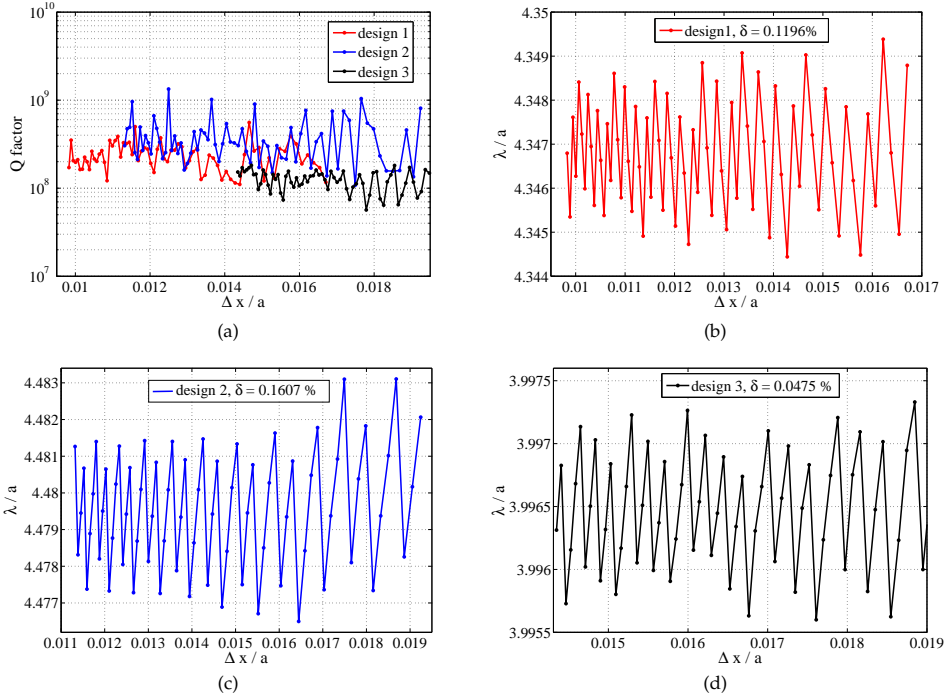 10^10
10^9
10^8
10^7
Q factor
design 1
design 2
design 3
0.01 0.012 0.014 0.016 0.018
Δ x / a
(a)
4.35
4.349
4.348
4.347
4.346
4.345
4.344
λ / a
design1, δ = 0.1196%
0.01 0.011 0.012 0.013 0.014 0.015 0.016 0.017
Δ x / a
(b)
4.483
4.482
4.481
4.48
4.479
4.478
4.477
λ / a
design 2, δ = 0.1607 %
0.011 0.012 0.013 0.014 0.015 0.016 0.017 0.018 0.019
Δ x / a
(c)
3.9975
3.997
3.9965
3.996
3.9955
λ / a
design 3, δ = 0.0475 %
0.015 0.016 0.017 0.018 0.019
Δ x / a
(d)